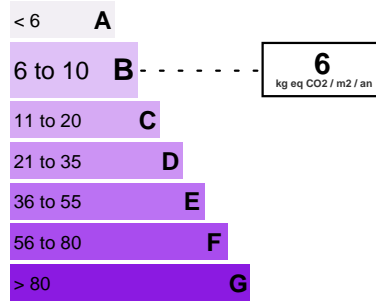 < 6 A
6 to 10 B
6
kg eq CO2 / m2 / an
11 to 20 C
21 to 35 D
36 to 55 E
56 to 80 F
> 80 G